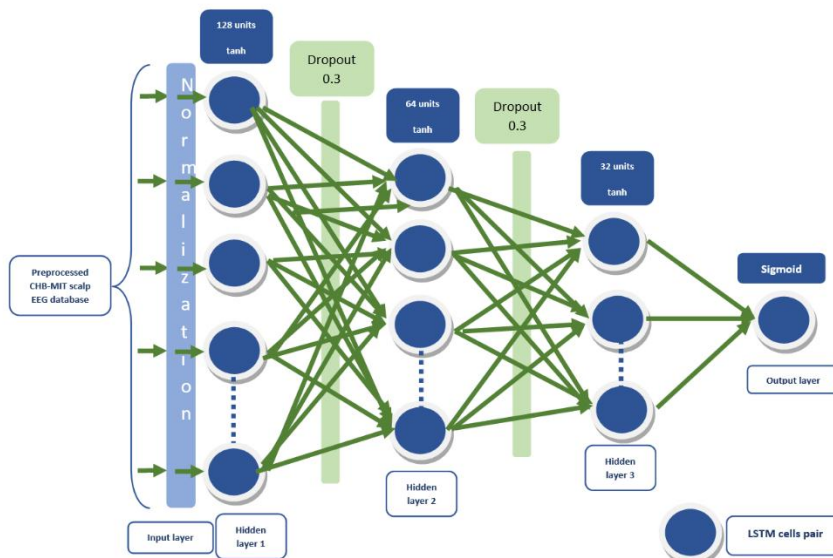 128 units
tanh
Normalization
Dropout
0.3
64 units
tanh
Dropout
0.3
32 units
tanh
Preprocessed
CHB-MIT scalp
EEG database
Sigmoid
Output layer
Hidden
layer 3
Hidden
layer 2
Input layer
Hidden
layer 1
LSTM cells pair